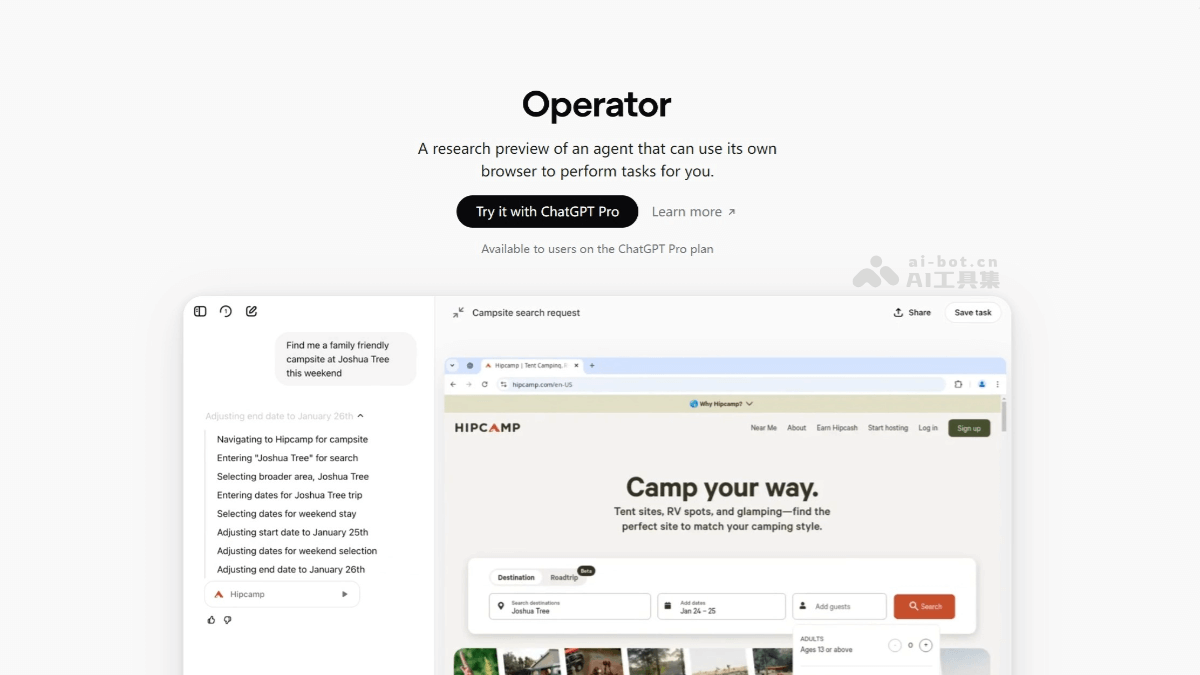 Operator
A research preview of an agent that can use its own
browser to perform tasks for you.
Try it with ChatGPT Pro
Learn more ↗
Available to users on the ChatGPT Pro plan
ai-bot.cn
AI工具集
Find me a family friendly
campsite at Joshua Tree
this weekend
Adjusting end date to January 26th
Navigating to Hipcamp for campsite
Entering "Joshua Tree" for search
Selecting broader area, Joshua Tree
Entering dates for Joshua Tree trip
Selecting dates for weekend stay
Adjusting start date to January 25th
Adjusting dates for weekend selection
Adjusting end date to January 26th
Hipcamp
Campsite search request
Share
Save task
Hipcamp | Tent Camping,
hipcamp.com/en-US
Why Hipcamp?
HIPCAMP
Near Me About Earn Hipcash Start hosting Log in Sign up
Camp your way.
Tent sites, RV spots, and glamping—find the
perfect site to match your camping style.
Destination Roadtrip Beta
Search destinations
Joshua Tree
Add dates
Jan 24 – 25
Add guests
Search
ADULTS
Ages 13 or above
- 0 +